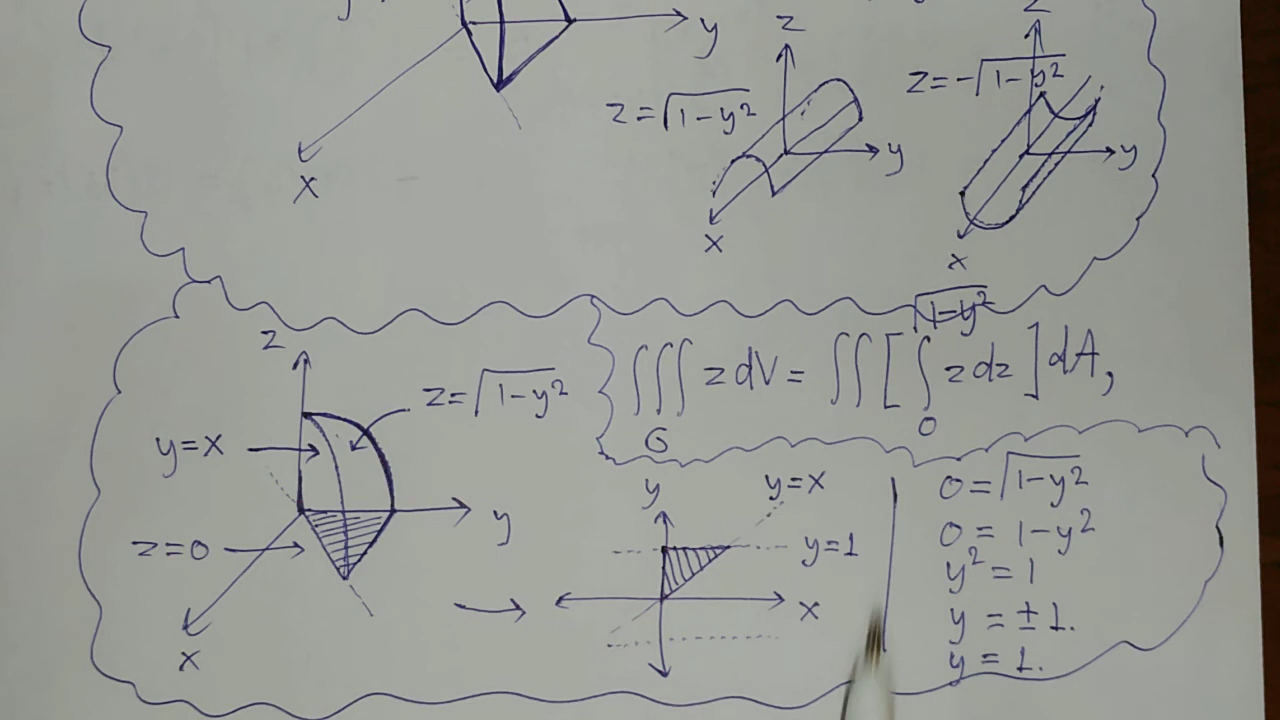 y
x
z
z=√(1-y²)
y
x
z
z=-√(1-y²)
y
x
z
z=√(1-y²)
y=x
z=0
y
x
∭_G z dV = ∬ [ ∫_0^√(1-y²) z dz ] dA,
y
y=x
y=1
x
0=√(1-y²)
0=1-y²
y²=1
y=±1.
y=1.